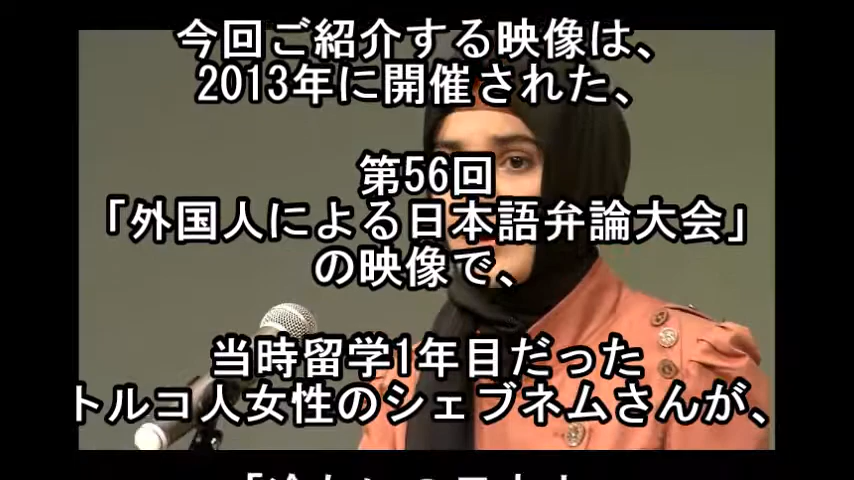 今回ご紹介する映像は、
2013年に開催された、
第56回
「外国人による日本語弁論大会」
の映像で、
当時留学1年目だった
トルコ人女性のシェブネムさんが、